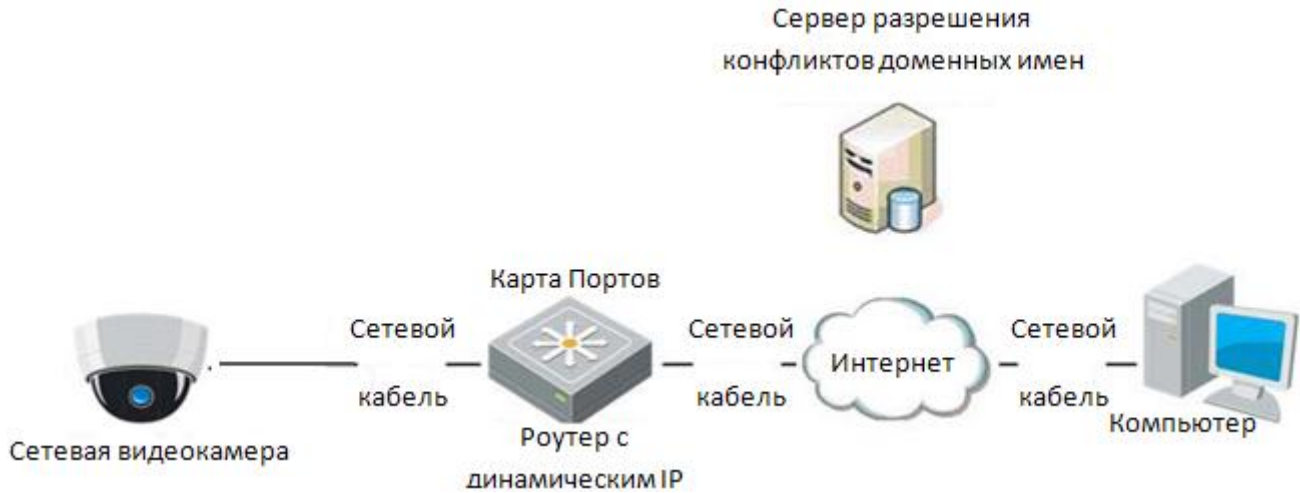 Сервер разрешения
конфликтов доменных имен
Карта Портов
Сетевой
кабель
Сетевой
кабель
Интернет
Сетевой
кабель
Сетевая видеокамера
Роутер с
динамическим IP
Компьютер